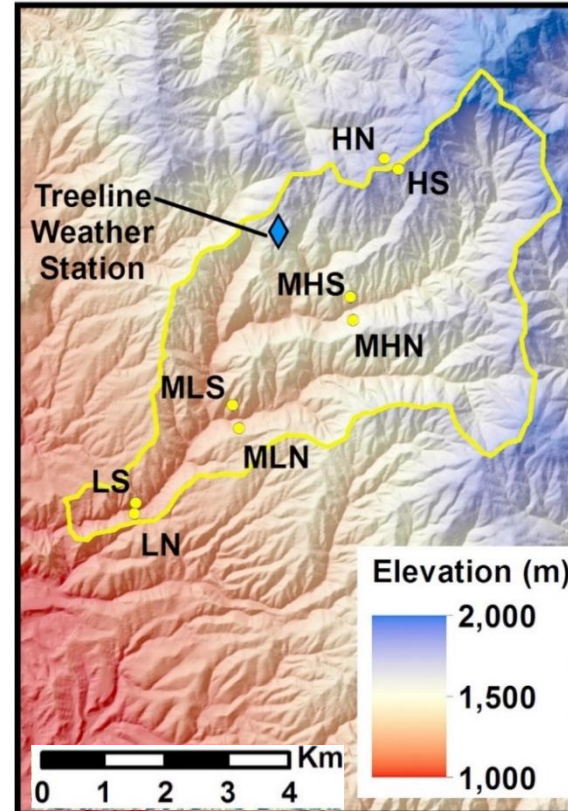 HN
HS
Treeline
Weather
Station
MHS
MHN
MLS
MLN
LS
LN
Elevation (m)
2,000
1,500
1,000
Km
0 1 2 3 4